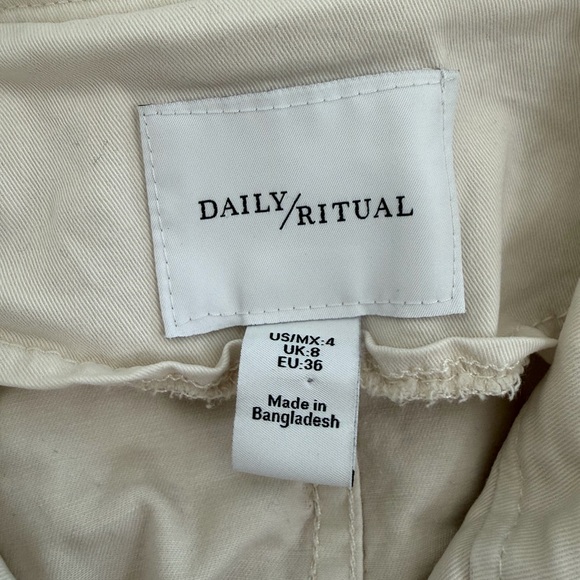 DAILY/RITUAL
US/MX:4
UK:8
EU:36
Made in
Bangladesh